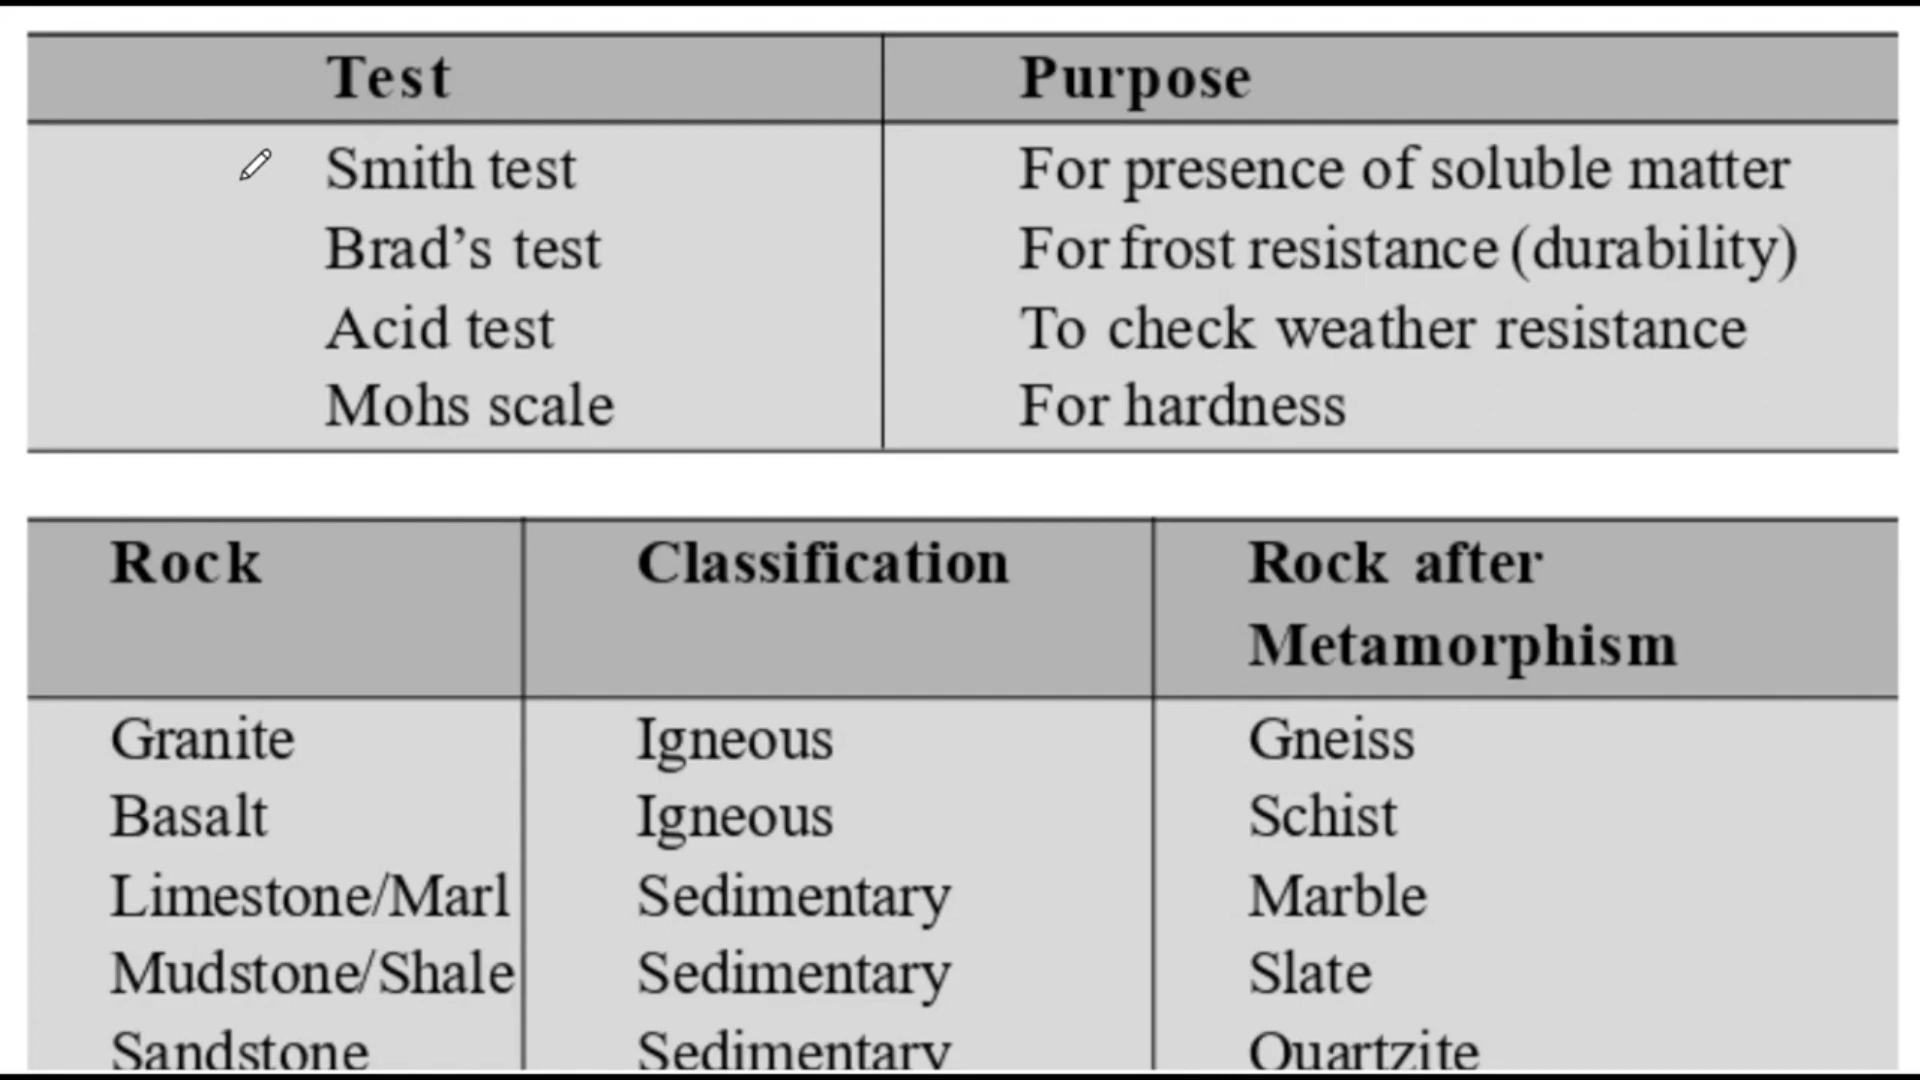 Test Purpose
Smith test For presence of soluble matter
Brad’s test For frost resistance (durability)
Acid test To check weather resistance
Mohs scale For hardness
Rock Classification Rock after
Metamorphism
Granite Igneous Gneiss
Basalt Igneous Schist
Limestone/Marl Sedimentary Marble
Mudstone/Shale Sedimentary Slate
Sandstone Sedimentary Quartzite